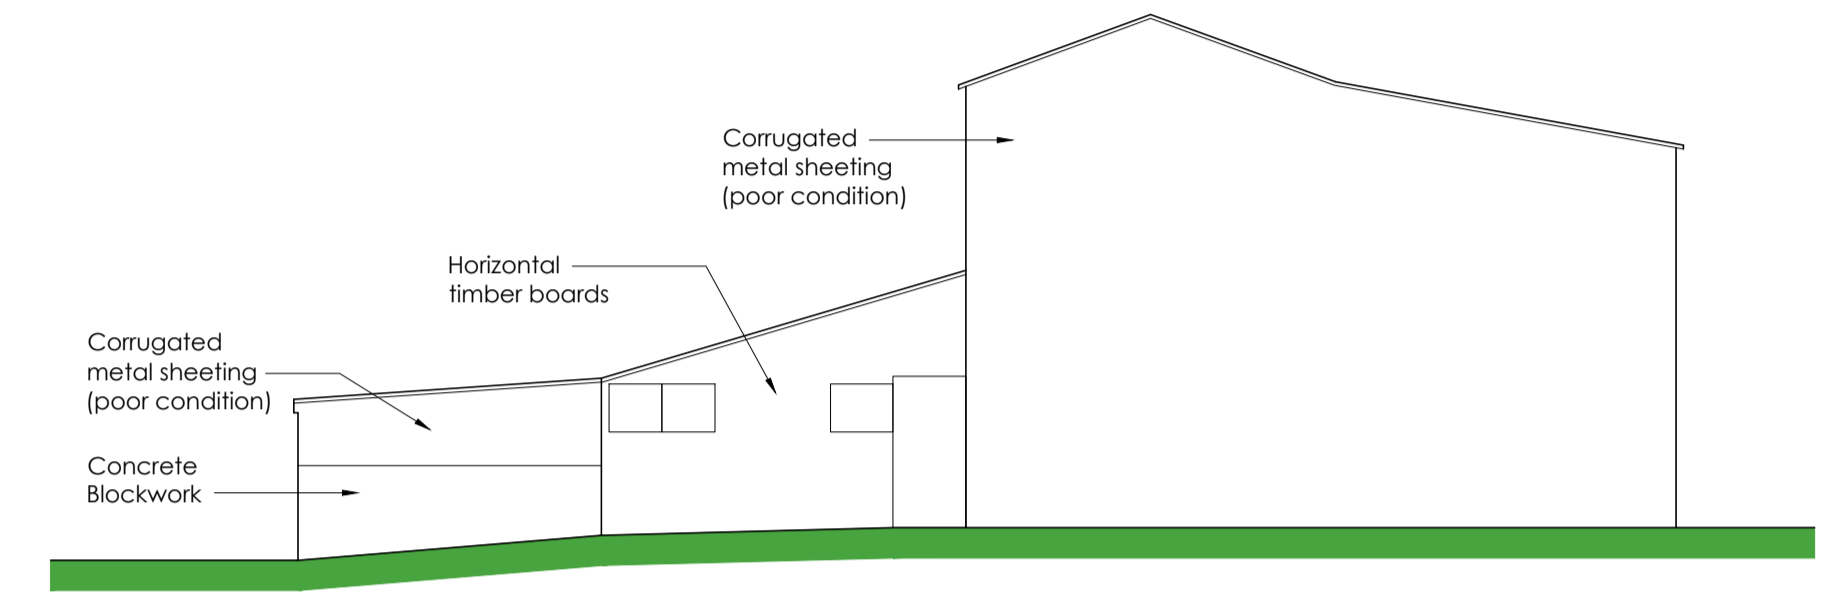 Corrugated
metal sheeting
(poor condition)
Horizontal
timber boards
Corrugated
metal sheeting
(poor condition)
Concrete
Blockwork